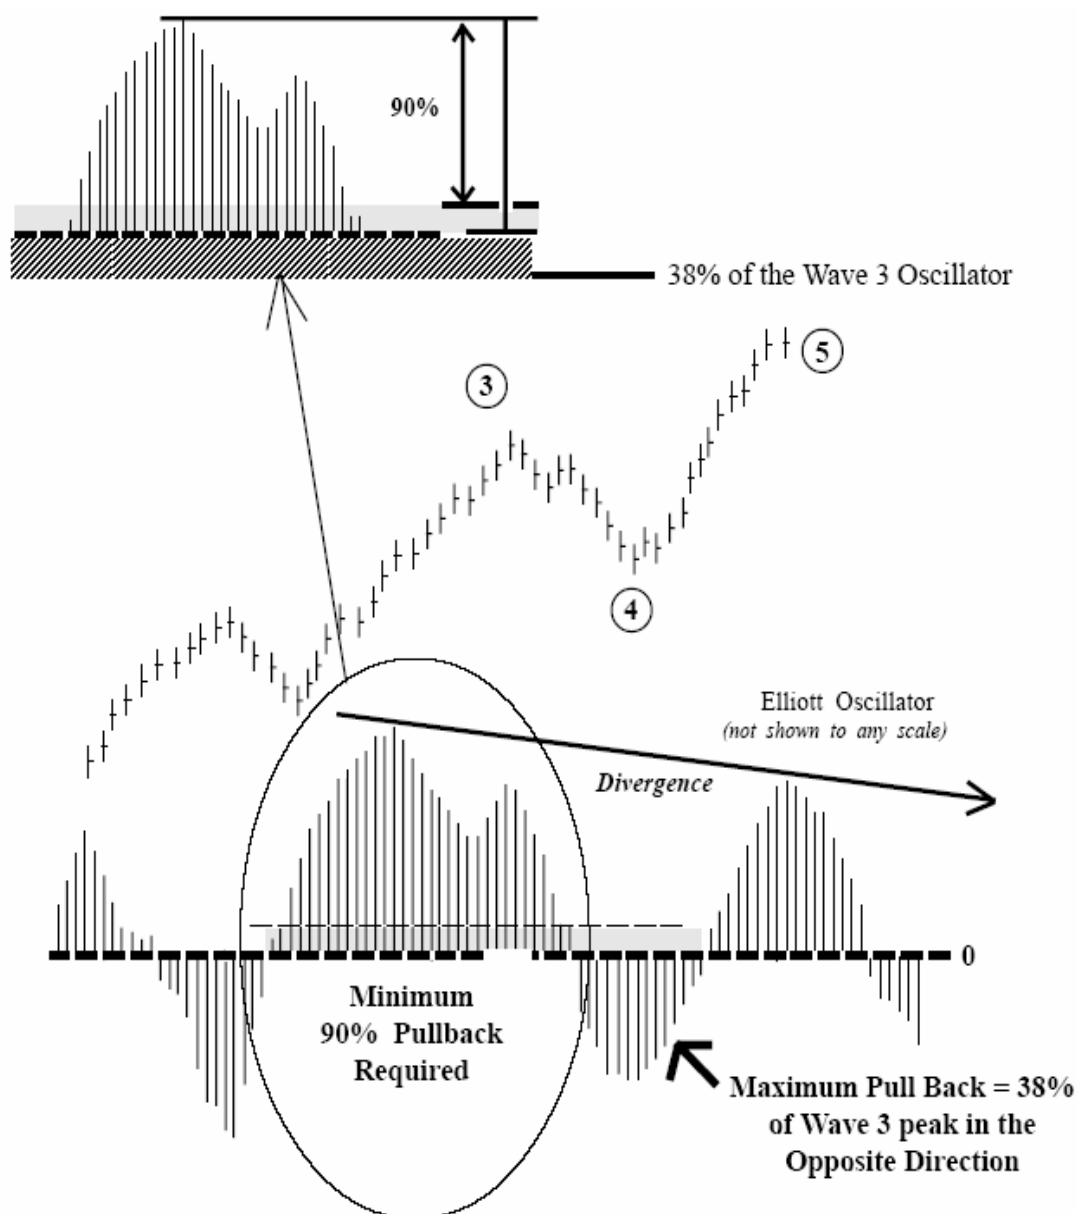 90%
38% of the Wave 3 Oscillator
3
5
4
Elliott Oscillator
(not shown to any scale)
Divergence
0
Minimum
90% Pullback
Required
Maximum Pull Back = 38%
of Wave 3 peak in the
Opposite Direction